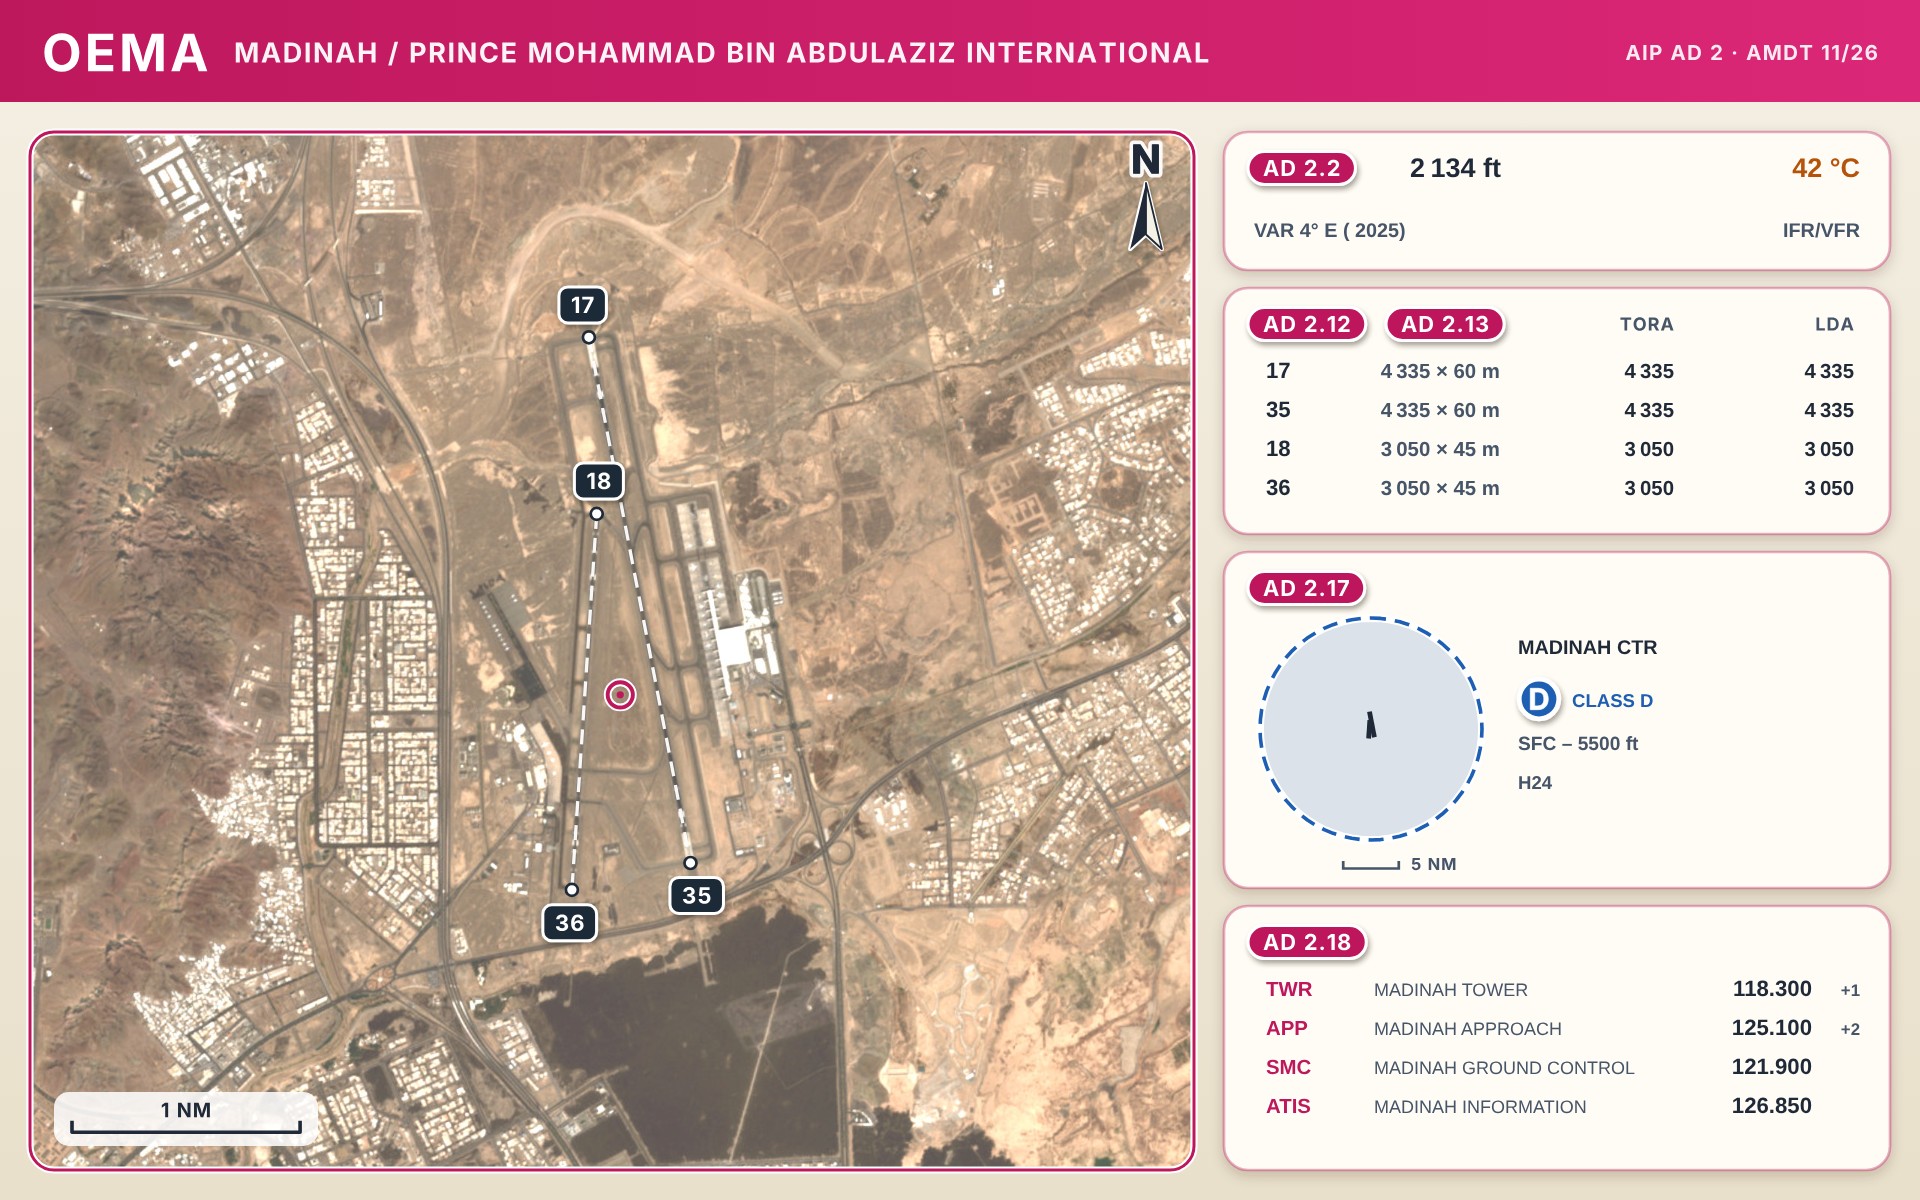 OEMA MADINAH / PRINCE MOHAMMAD BIN ABDULAZIZ INTERNATIONAL
AIP AD 2 · AMDT 11/26
N
17
18
36
35
1 NM
AD 2.2 2 134 ft 42 °C
VAR 4° E ( 2025) IFR/VFR
AD 2.12 AD 2.13 TORA LDA
17 4 335 × 60 m 4 335 4 335
35 4 335 × 60 m 4 335 4 335
18 3 050 × 45 m 3 050 3 050
36 3 050 × 45 m 3 050 3 050
AD 2.17
MADINAH CTR
D CLASS D
SFC – 5500 ft
H24
5 NM
AD 2.18
TWR MADINAH TOWER 118.300 +1
APP MADINAH APPROACH 125.100 +2
SMC MADINAH GROUND CONTROL 121.900
ATIS MADINAH INFORMATION 126.850